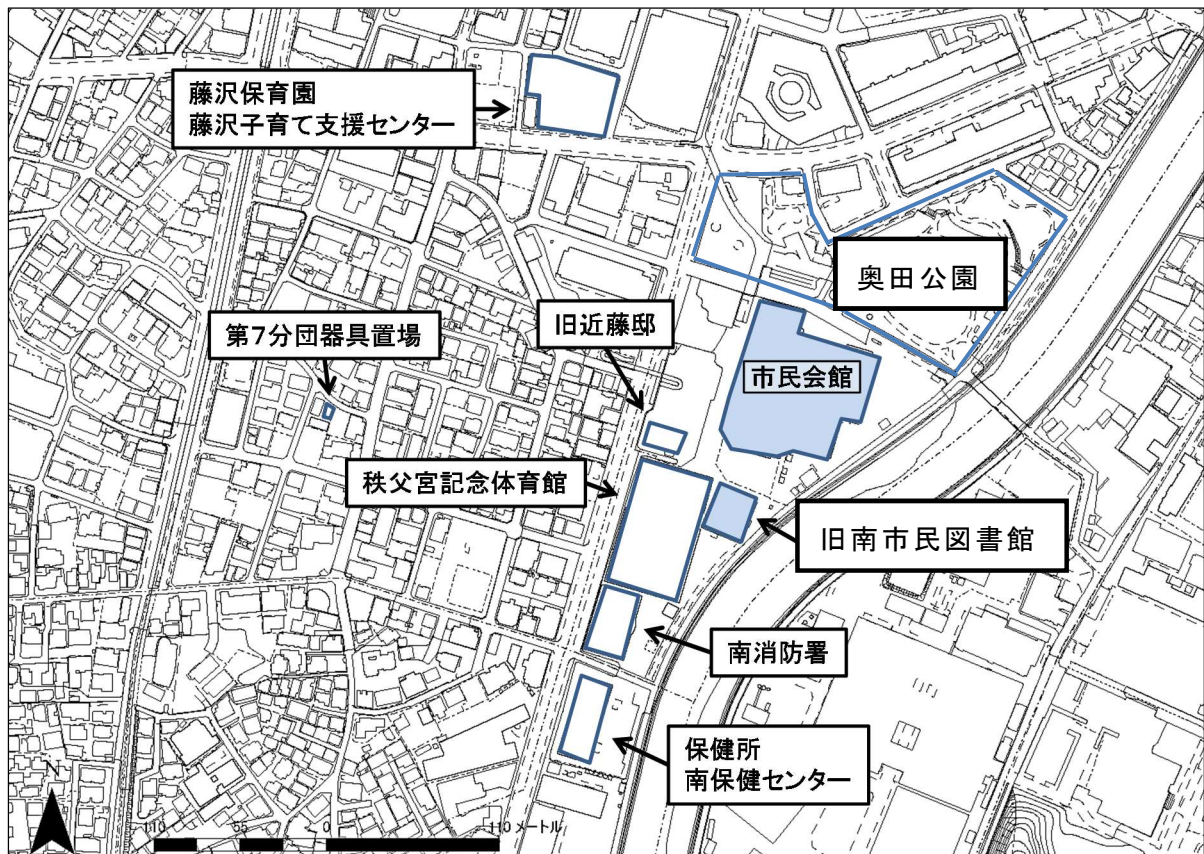 藤沢保育園
藤沢子育て支援センター
奥田公園
旧近藤邸
第7分団器具置場
市民会館
秩父宮記念体育館
旧南市民図書館
南消防署
保健所
南保健センター
N
110 55 0 110 メートル